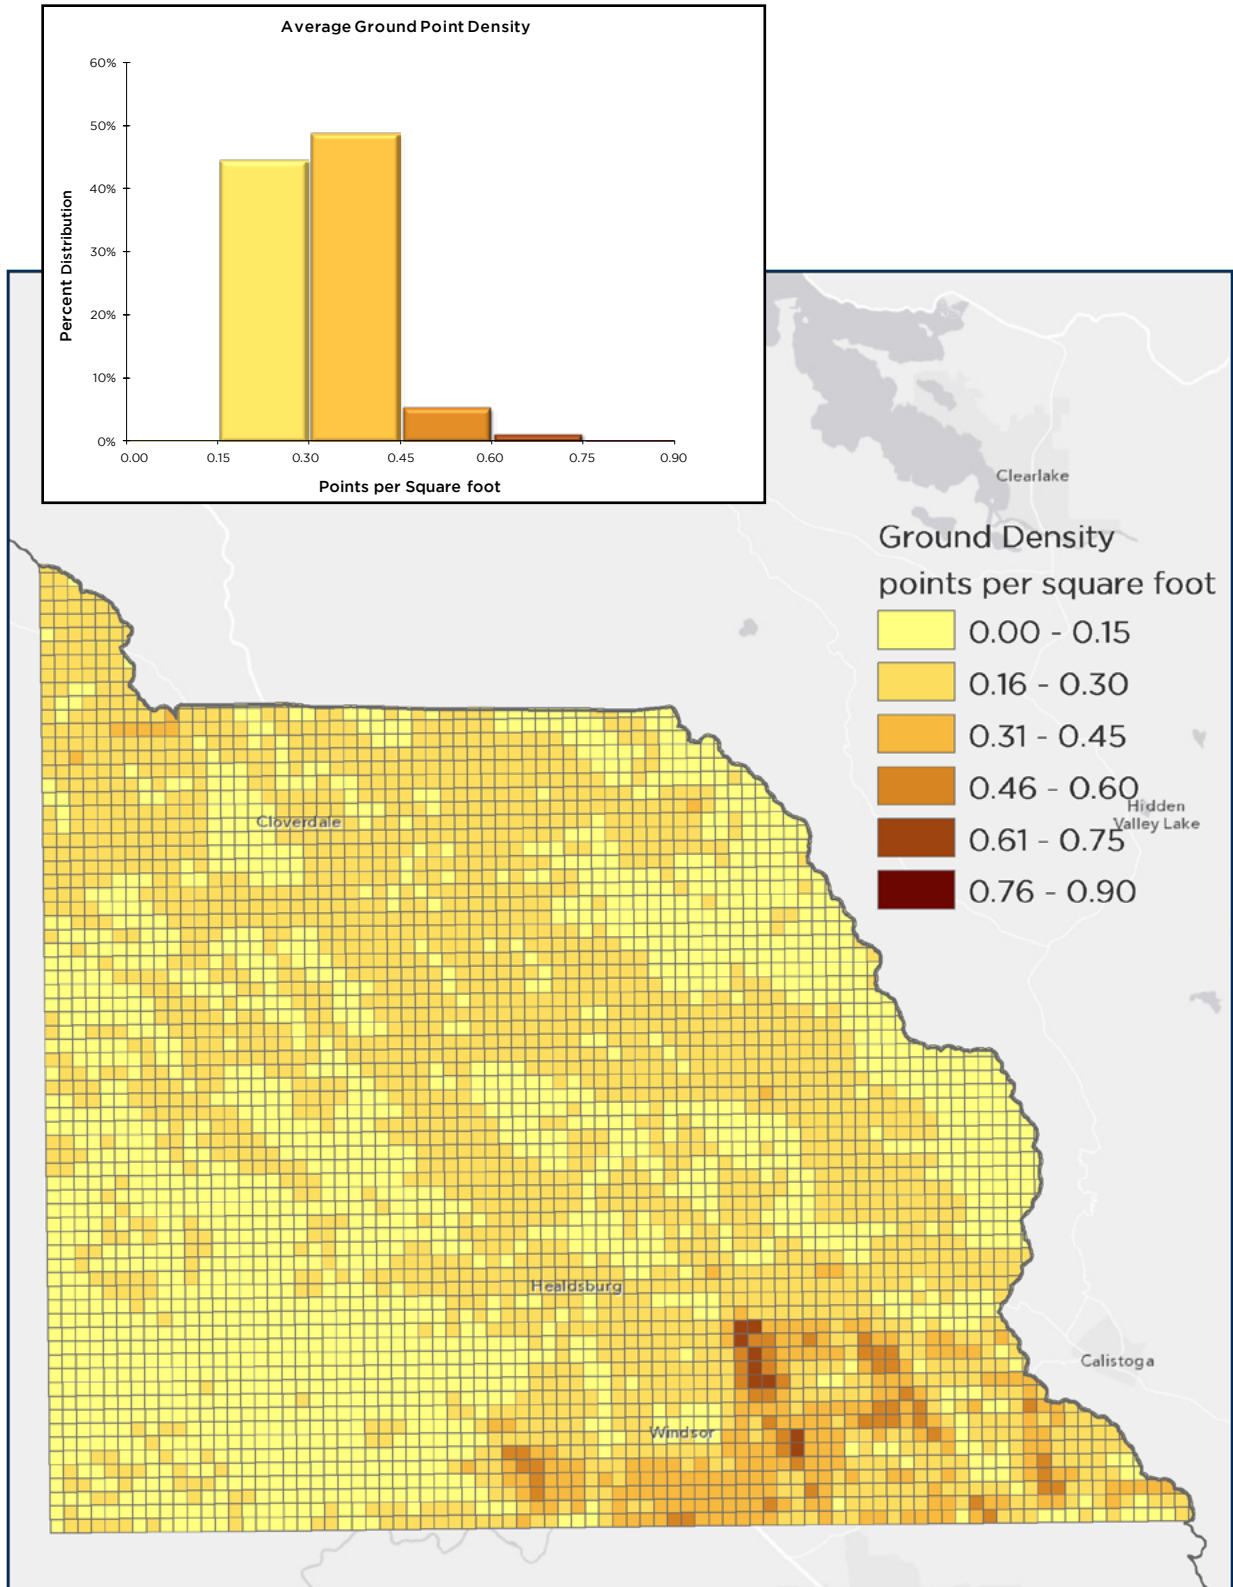 Average Ground Point Density
60%
50%
40%
30%
20%
10%
0%
Percent Distribution
0.00 0.15 0.30 0.45 0.60 0.75 0.90
Points per Square foot
Clearlake
Ground Density
points per square foot
0.00 - 0.15
0.16 - 0.30
0.31 - 0.45
0.46 - 0.60
0.61 - 0.75
0.76 - 0.90
Hidden
Valley Lake
Cloverdale
Healdsburg
Calistoga
Windsor